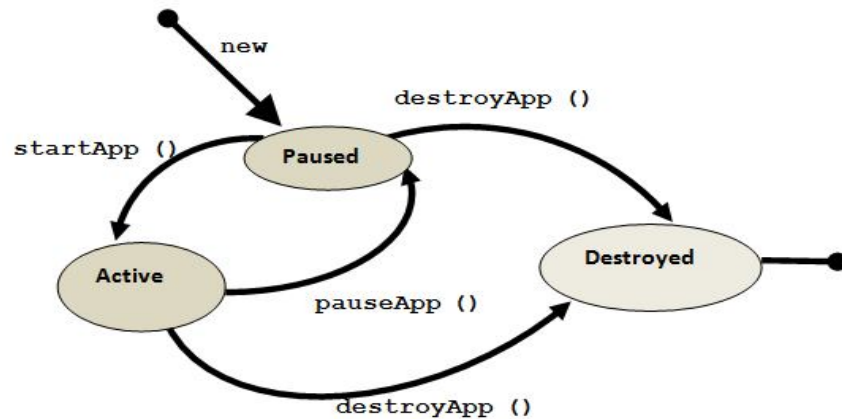 new
destroyApp ()
startApp ()
Paused
Destroyed
Active
pauseApp ()
destroyApp ()